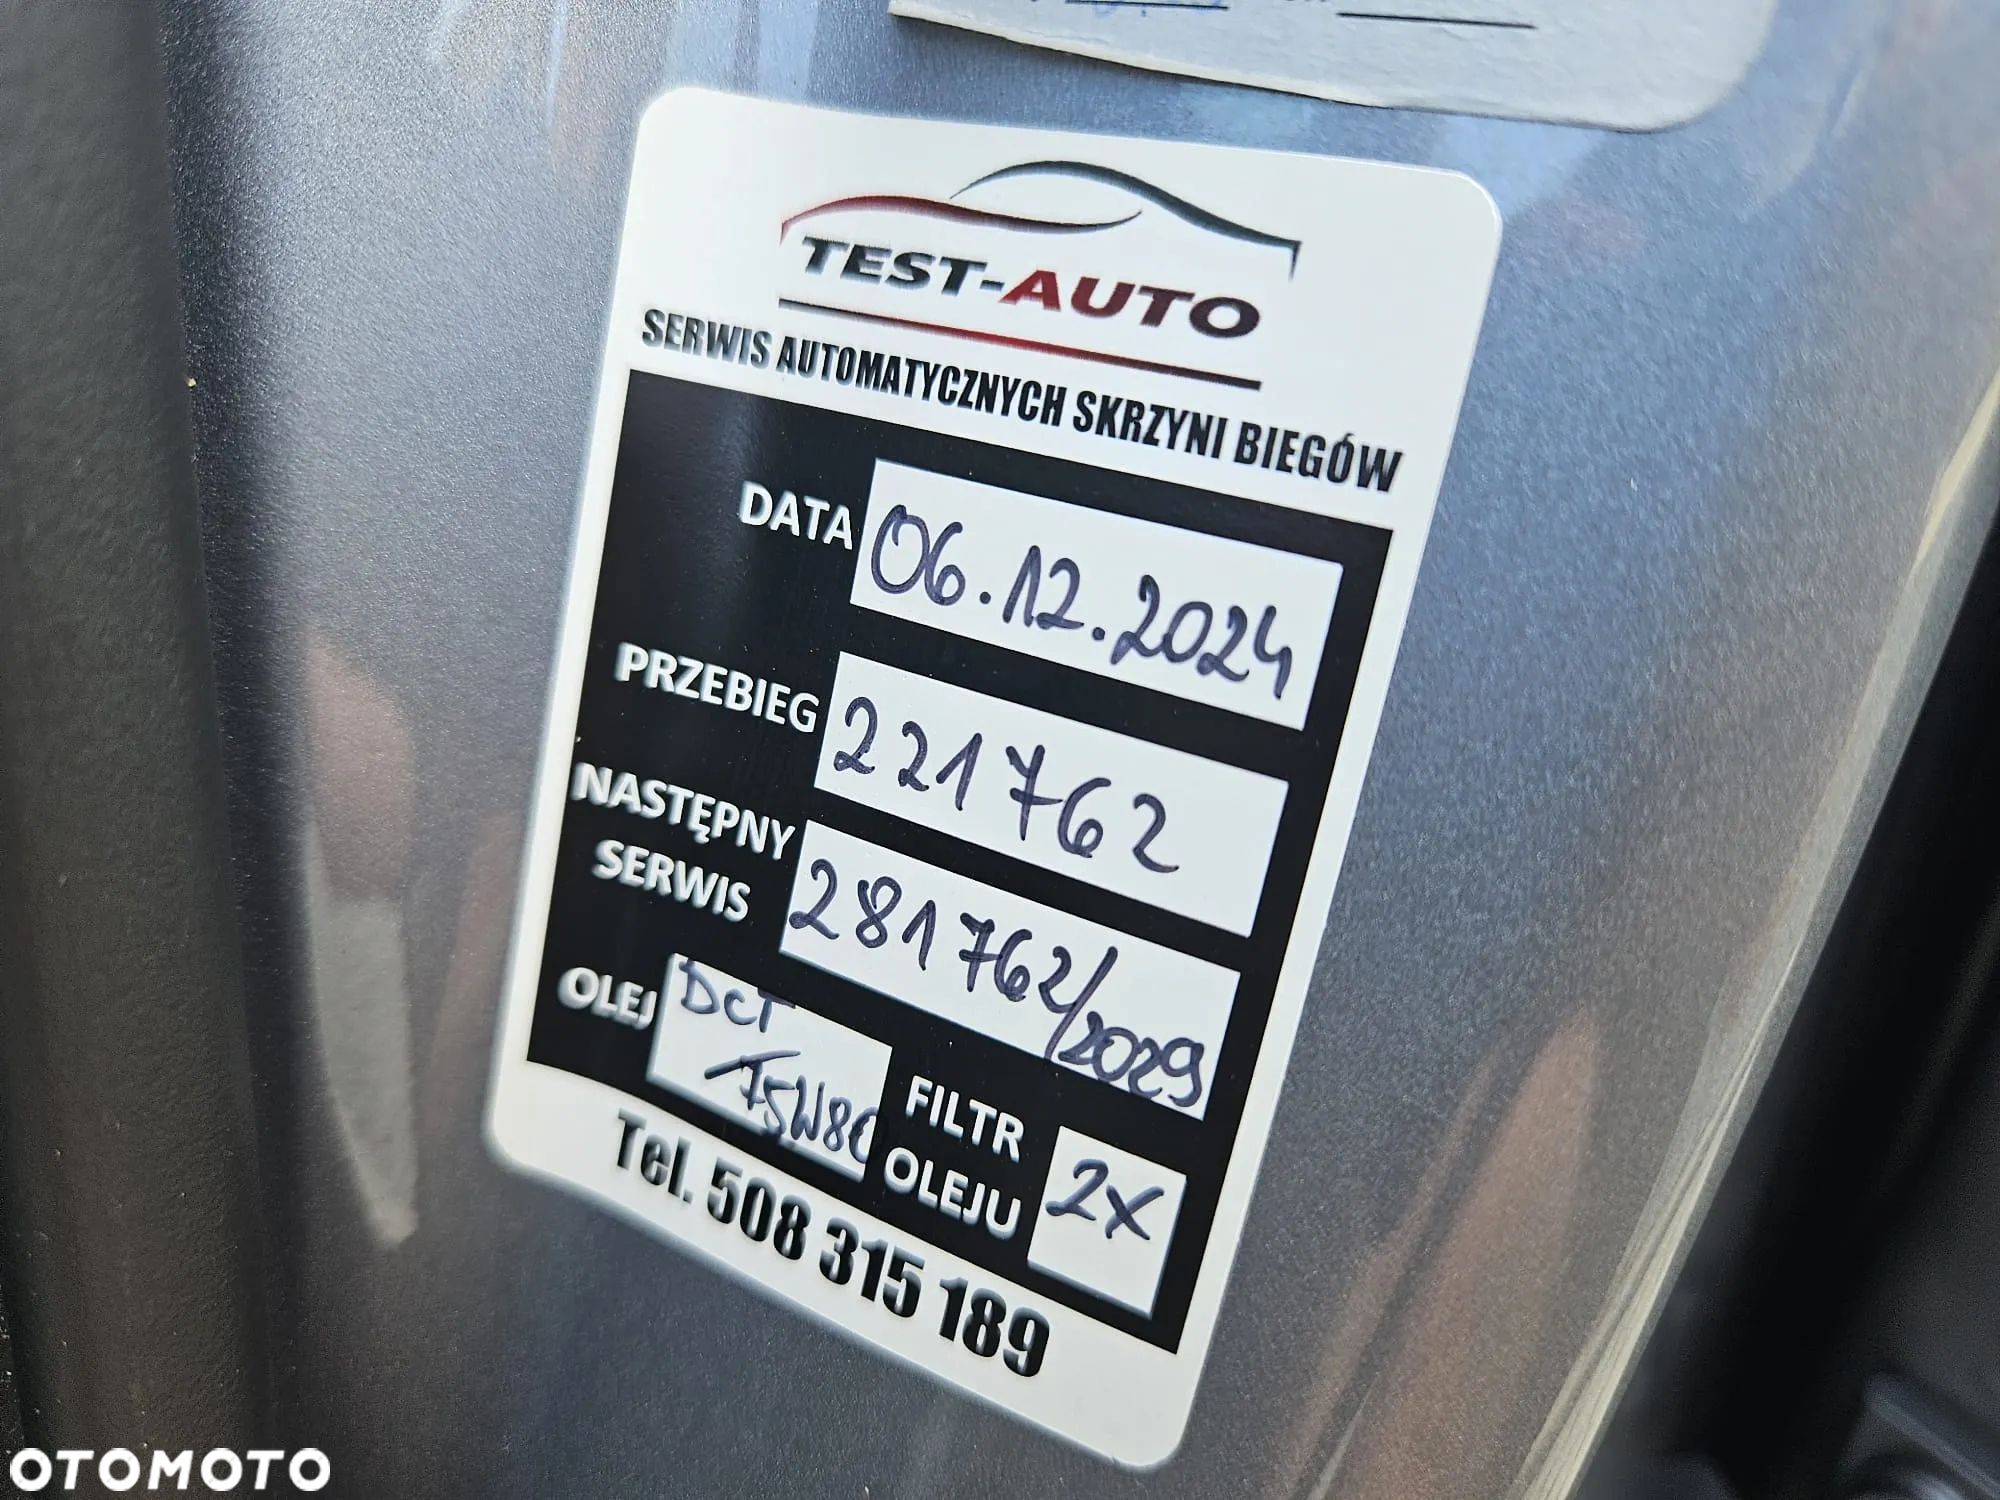 TEST-AUTO
SERWIS AUTOMATYCZNYCH SKRZYNI BIEGÓW
DATA 06.12.2024
PRZEBIEG 221762
NASTĘPNY SERWIS 281762/2029
OLEJ DCT 75W80
FILTR OLEJU 2X
Tel. 508 315 189
OTOMOTO